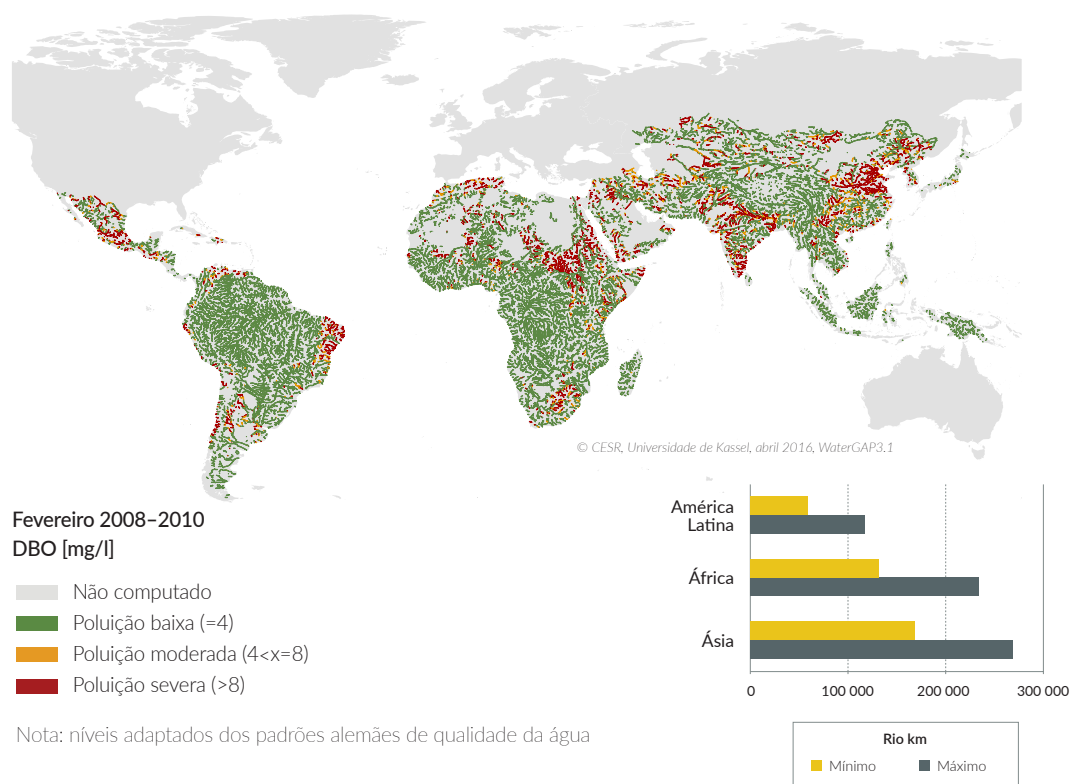 © CESR, Universidade de Kassel, abril 2016, WaterGAP3.1
Fevereiro 2008–2010
DBO [mg/l]
Não computado
Poluição baixa (=4)
Poluição moderada (4<x=8)
Poluição severa (>8)
Nota: níveis adaptados dos padrões alemães de qualidade da água
América
Latina
África
Ásia
0 100 000 200 000 300 000
Rio km
Mínimo Máximo